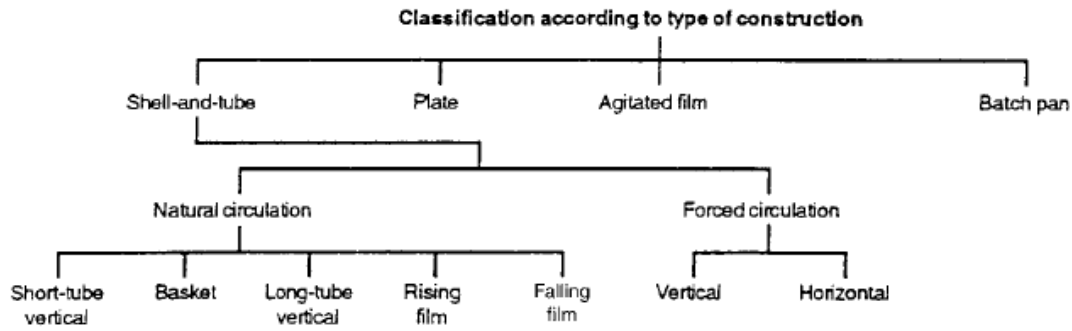 Classification according to type of construction
Shell-and-tube Plate Agitated film Batch pan
Natural circulation Forced circulation
Short-tube Basket Long-tube Rising Falling Vertical Horizontal
vertical vertical film film